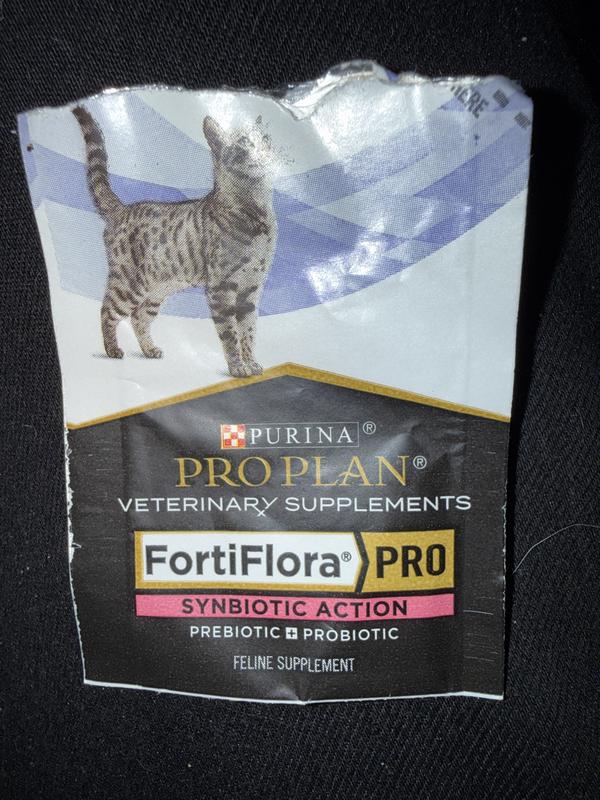 PURINA®
PRO PLAN®
VETERINARY SUPPLEMENTS
FortiFlora® PRO
SYNBIOTIC ACTION
PREBIOTIC + PROBIOTIC
FELINE SUPPLEMENT